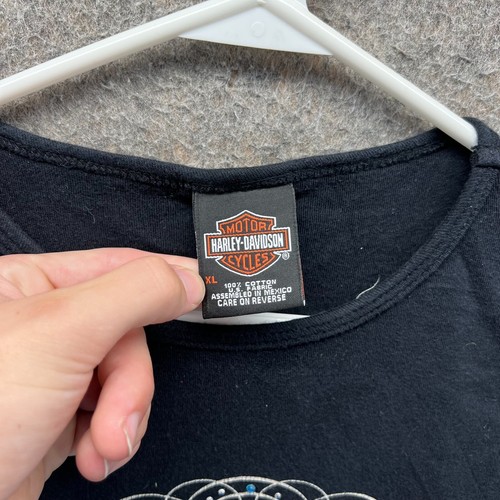 MOTOR
HARLEY-DAVIDSON
CYCLES
®
XL
100% COTTON
U.S. FABRIC
ASSEMBLED IN MEXICO
CARE ON REVERSE